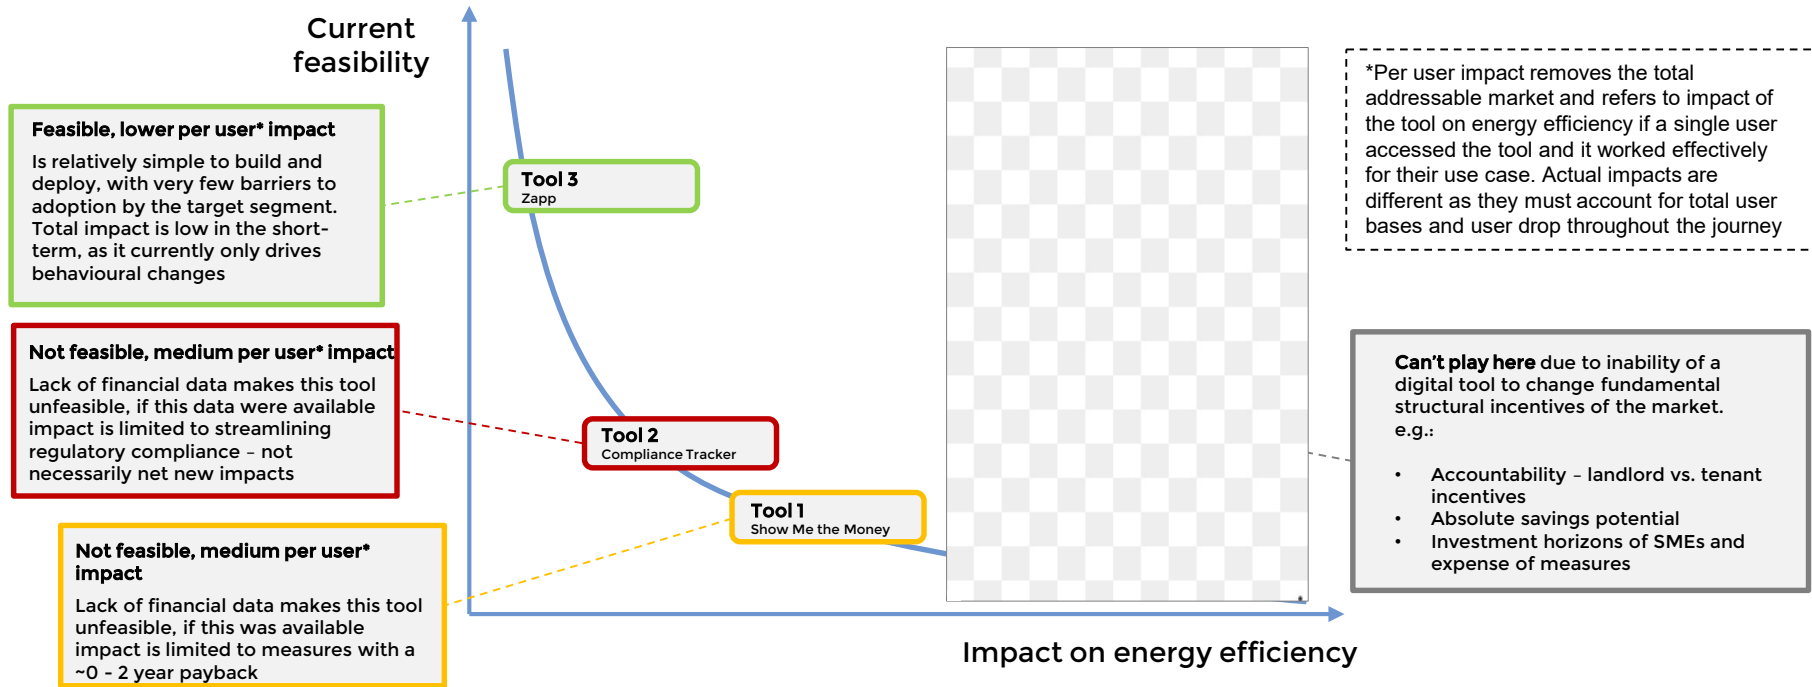 Current
feasibility
Feasible, lower per user* impact
Is relatively simple to build and
deploy, with very few barriers to
adoption by the target segment.
Total impact is low in the short-
term, as it currently only drives
behavioural changes
Not feasible, medium per user* impact
Lack of financial data makes this tool
unfeasible, if this data were available
impact is limited to streamlining
regulatory compliance – not
necessarily net new impacts
Not feasible, medium per user*
impact
Lack of financial data makes this tool
unfeasible, if this was available
impact is limited to measures with a
~0 - 2 year payback
Tool 3
Zapp
Tool 2
Compliance Tracker
Tool 1
Show Me the Money
Impact on energy efficiency
*Per user impact removes the total
addressable market and refers to impact of
the tool on energy efficiency if a single user
accessed the tool and it worked effectively
for their use case. Actual impacts are
different as they must account for total user
bases and user drop throughout the journey
Can't play here due to inability of a
digital tool to change fundamental
structural incentives of the market.
e.g.:
• Accountability – landlord vs. tenant
incentives
• Absolute savings potential
• Investment horizons of SMEs and
expense of measures